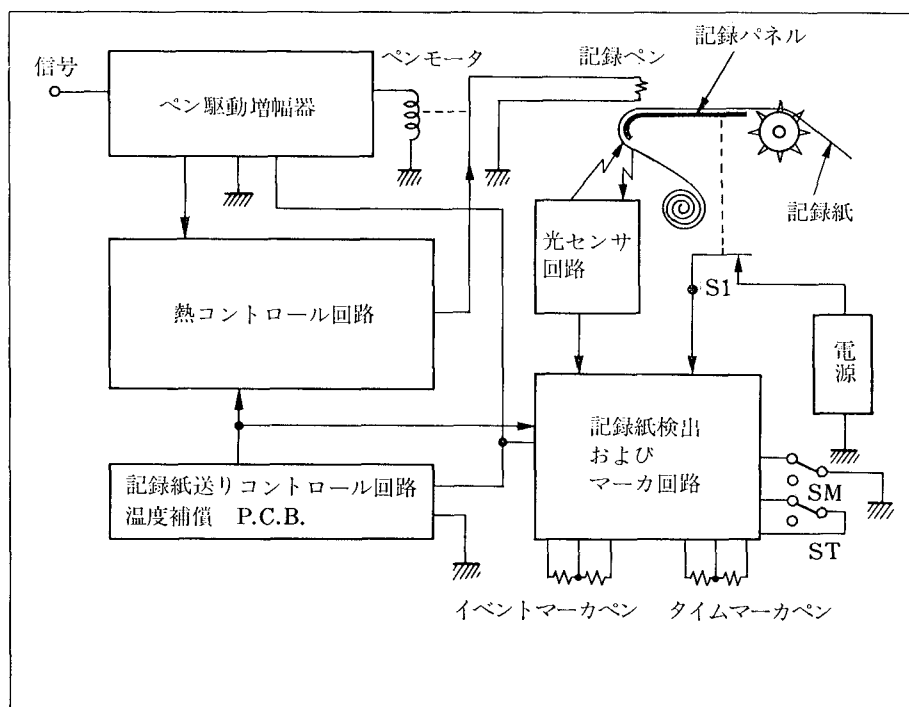 信号
ペン駆動増幅器
ペンモータ
記録ペン
記録パネル
記録紙
光センサ
回路
S1
電源
熱コントロール回路
記録紙検出
および
マーカ回路
SM
ST
記録紙送りコントロール回路
温度補償 P.C.B.
イベントマーカペン
タイムマーカペン